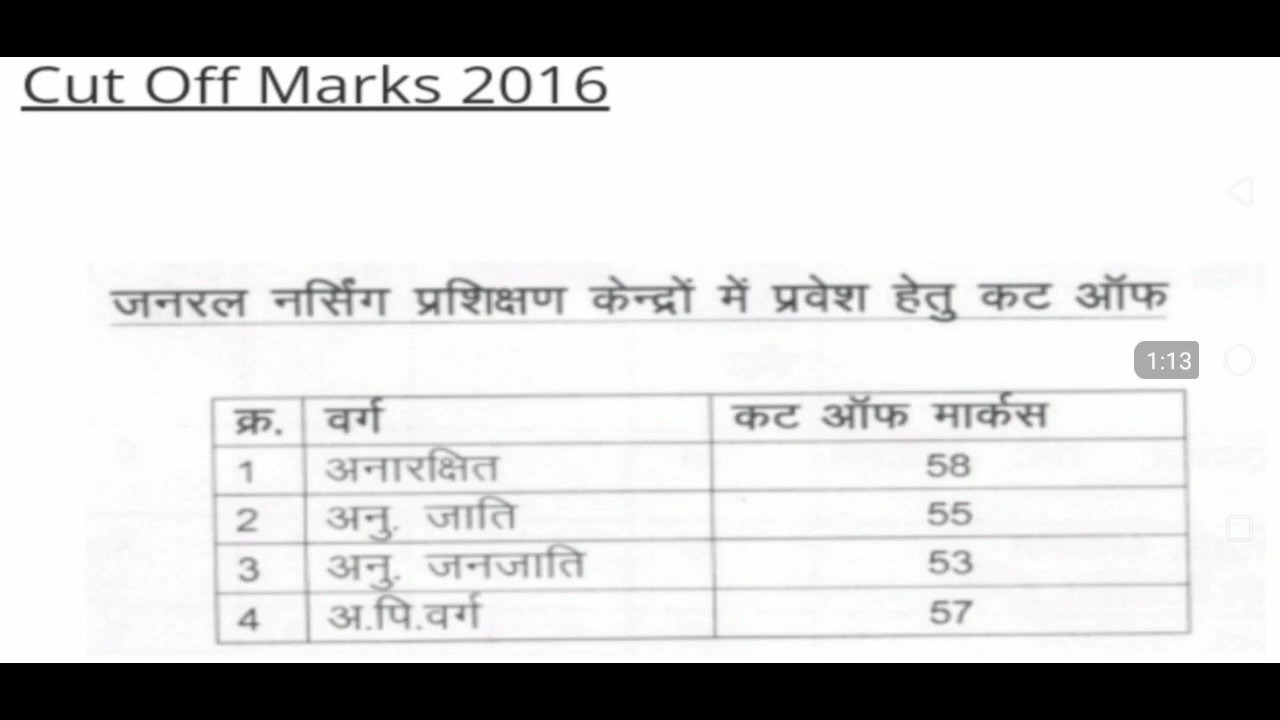 Cut Off Marks 2016
जनरल नर्सिंग प्रशिक्षण केन्द्रों में प्रवेश हेतु कट ऑफ
1:13
क्र. वर्ग कट ऑफ मार्कस
1 अनारक्षित 58
2 अनु. जाति 55
3 अनु. जनजाति 53
4 अ.पि.वर्ग 57